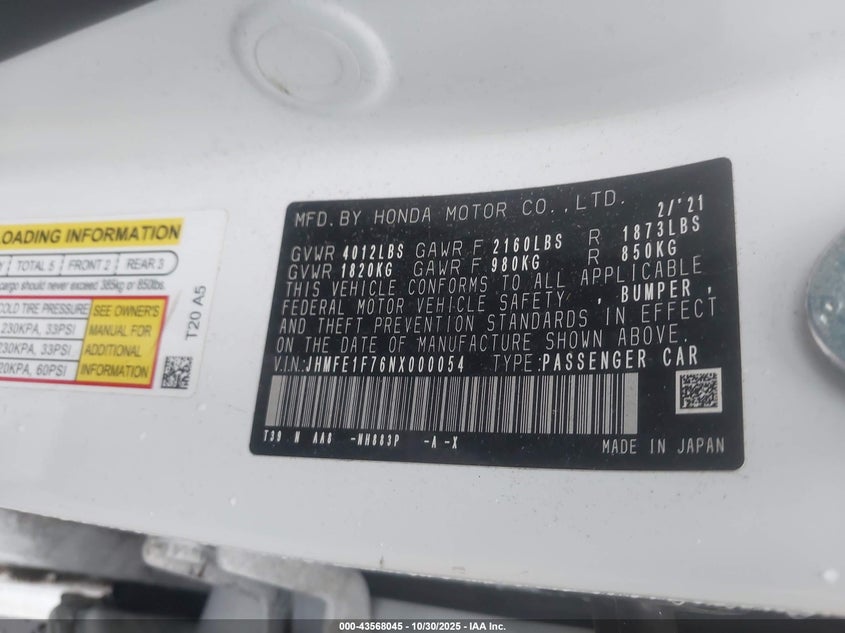 LOADING INFORMATION
TOTAL 5 FRONT 2 REAR 3
cargo should never exceed 385kg or 850lbs.
COLD TIRE PRESSURE
230KPA, 33PSI
230KPA, 33PSI
20KPA, 60PSI
SEE OWNER'S
MANUAL FOR
ADDITIONAL
INFORMATION
T20 A5
MFD. BY HONDA MOTOR CO.,LTD. 2/'21
GVWR 4012LBS GAWR F 2160LBS R 1873LBS
GVWR 1820KG GAWR F 980KG R 850KG
THIS VEHICLE CONFORMS TO ALL APPLICABLE
FEDERAL MOTOR VEHICLE SAFETY , BUMPER ,
AND THEFT PREVENTION STANDARDS IN EFFECT
ON THE DATE OF MANUFACTURE SHOWN ABOVE.
V.I.N: JHMFE1F76NX000054 TYPE: PASSENGER CAR
T39 N AA8 -NH883P -A -X
MADE IN JAPAN
000-43568045 - 10/30/2025 - IAA Inc.